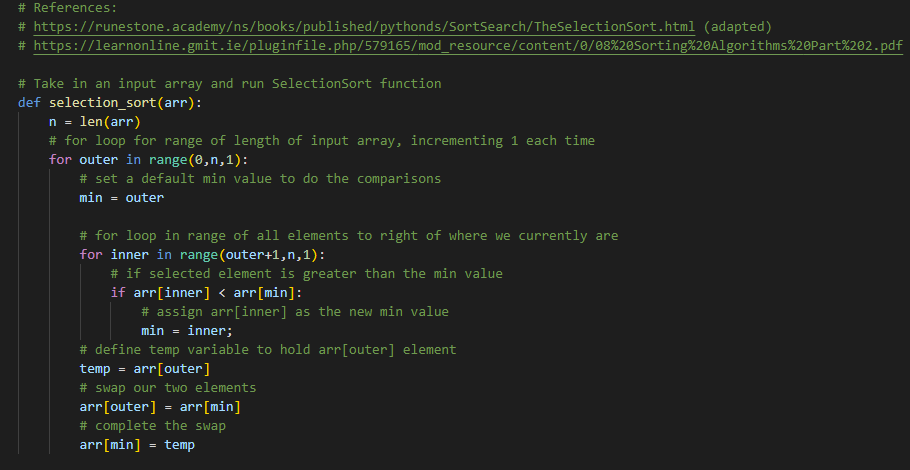 # References:
# https://runestone.academy/ns/books/published/pythonds/SortSearch/TheSelectionSort.html (adapted)
# https://learnonline.gmit.ie/pluginfile.php/579165/mod_resource/content/0/08%20Sorting%20Algorithms%20Part%202.pdf
# Take in an input array and run SelectionSort function
def selection_sort(arr):
n = len(arr)
# for loop for range of length of input array, incrementing 1 each time
for outer in range(0,n,1):
# set a default min value to do the comparisons
min = outer
# for loop in range of all elements to right of where we currently are
for inner in range(outer+1,n,1):
# if selected element is greater than the min value
if arr[inner] < arr[min]:
# assign arr[inner] as the new min value
min = inner;
# define temp variable to hold arr[outer] element
temp = arr[outer]
# swap our two elements
arr[outer] = arr[min]
# complete the swap
arr[min] = temp